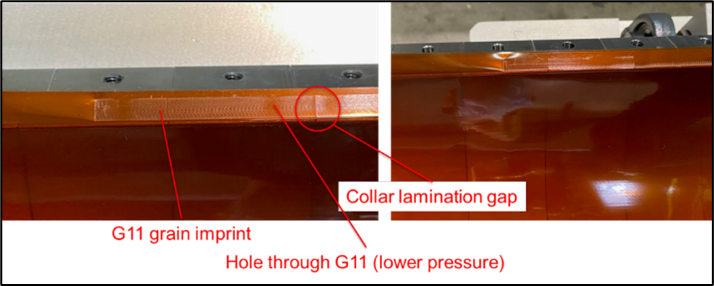 Collar lamination gap
G11 grain imprint
Hole through G11 (lower pressure)